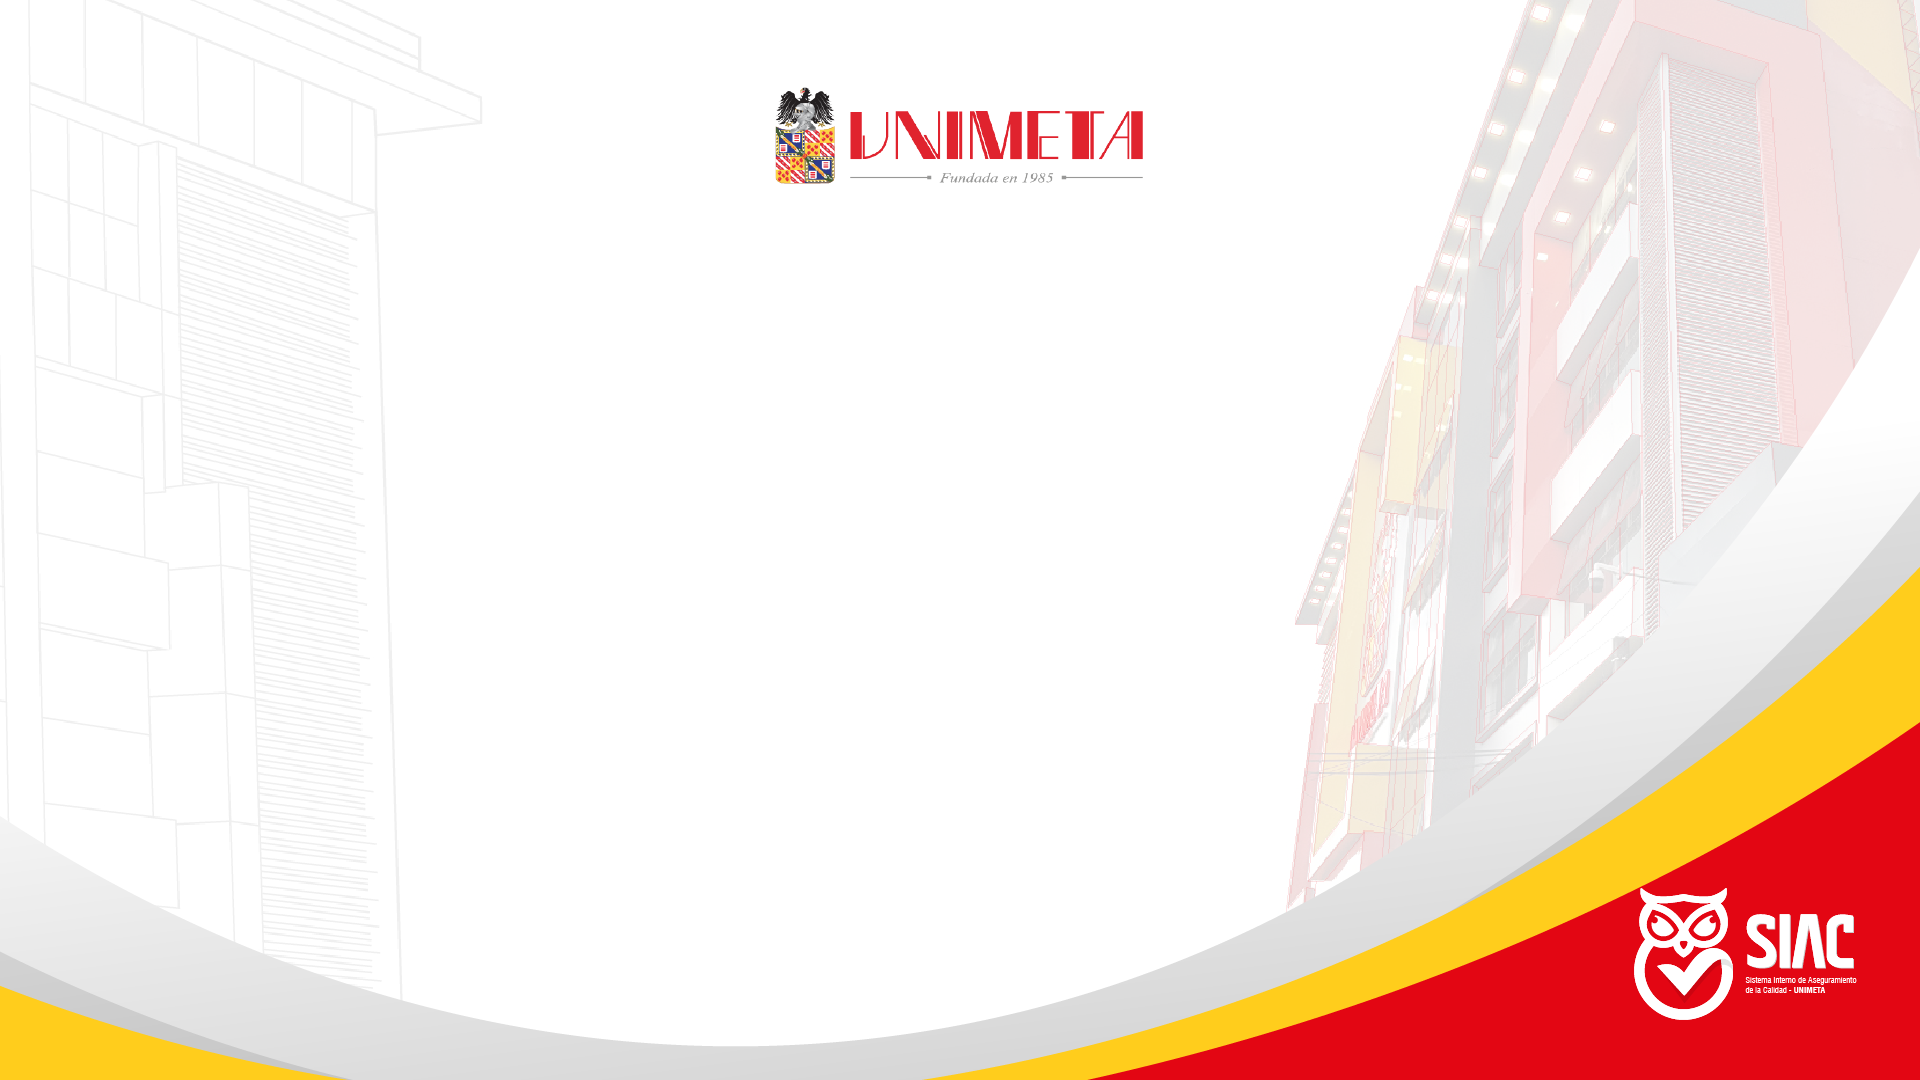 UNIMETA
Fundada en 1985
SIAC
Sistema Interno de Aseguramiento
de la Calidad - UNIMETA